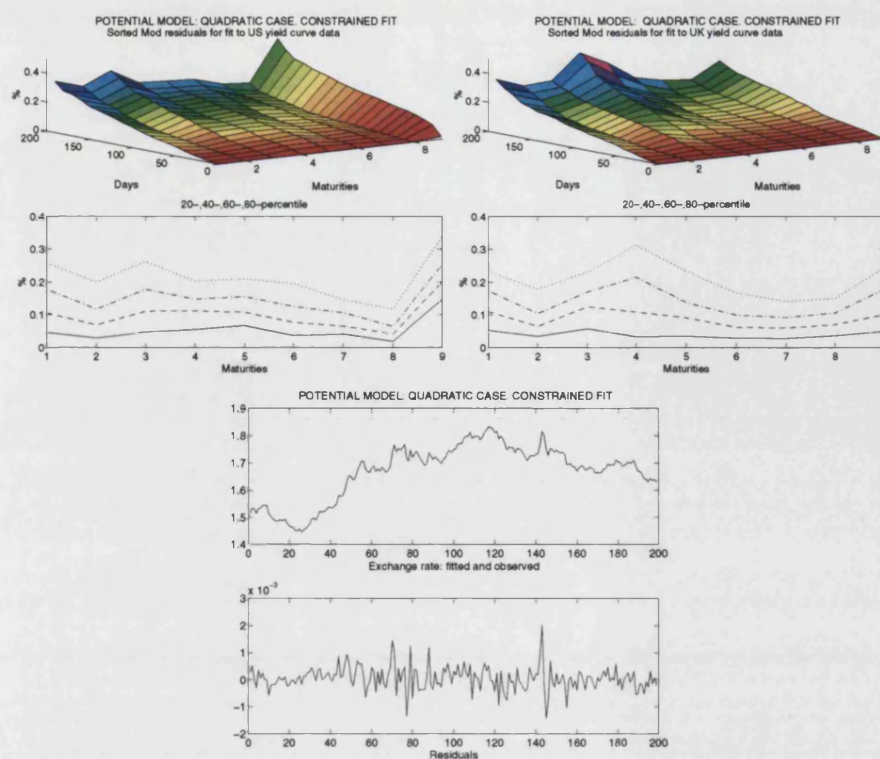 POTENTIAL MODEL: QUADRATIC CASE. CONSTRAINED FIT
Sorted Mod residuals for fit to US yield curve data
0.4
0.2
0
%
200
150
100
50
0
2
4
6
8
Days
Maturities
POTENTIAL MODEL: QUADRATIC CASE. CONSTRAINED FIT
Sorted Mod residuals for fit to UK yield curve data
0.4
0.2
0
%
200
150
100
50
0
2
4
6
8
Days
Maturities
20-,40-,60-,80-percentile
0.4
0.3
0.2
0.1
0
%
1 2 3 4 5 6 7 8 9
Maturities
20-,40-,60-,80-percentile
0.4
0.3
0.2
0.1
0
%
1 2 3 4 5 6 7 8
Maturities
POTENTIAL MODEL: QUADRATIC CASE. CONSTRAINED FIT
1.9
1.8
1.7
1.6
1.5
1.4
0 20 40 60 80 100 120 140 160 180 200
Exchange rate: fitted and observed
x 10⁻³
3
2
1
0
-1
-2
0 20 40 60 80 100 120 140 160 180 200
Residuals